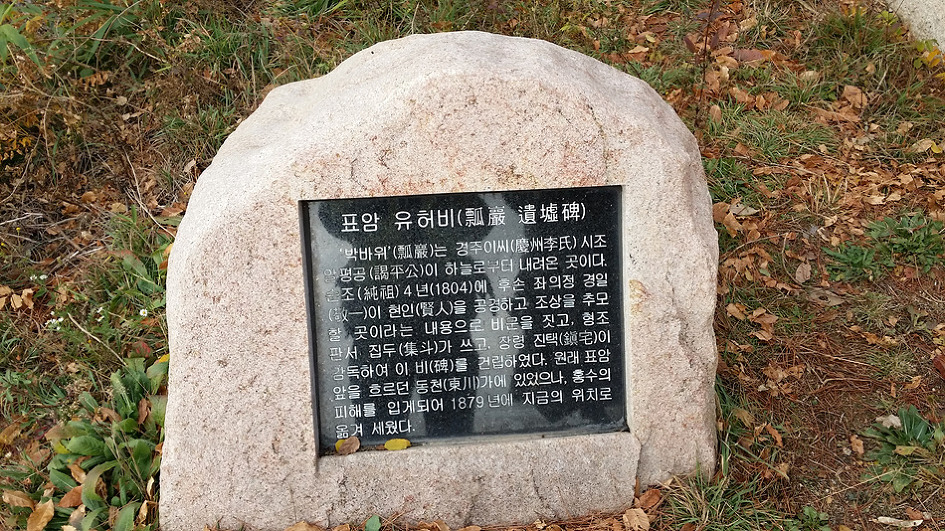 표암 유허비(瓢巖 遺墟碑)
'박바위'(瓢巖)는 경주이씨(慶州李氏) 시조
알평공(謁平公)이 하늘로부터 내려온 곳이다.
순조(純祖) 4년(1804)에 후손 좌의정 경일
(敬一)이 현인(賢人)을 공경하고 조상을 추모
할 곳이라는 내용으로 비문을 짓고, 형조
판서 집두(集斗)가 쓰고, 장령 진택(鎭宅)이
감독하여 이 비(碑)를 건립하였다. 원래 표암
앞을 흐르던 동천(東川)가에 있었으나, 홍수의
피해를 입게되어 1879년에 지금의 위치로
옮겨 세웠다.